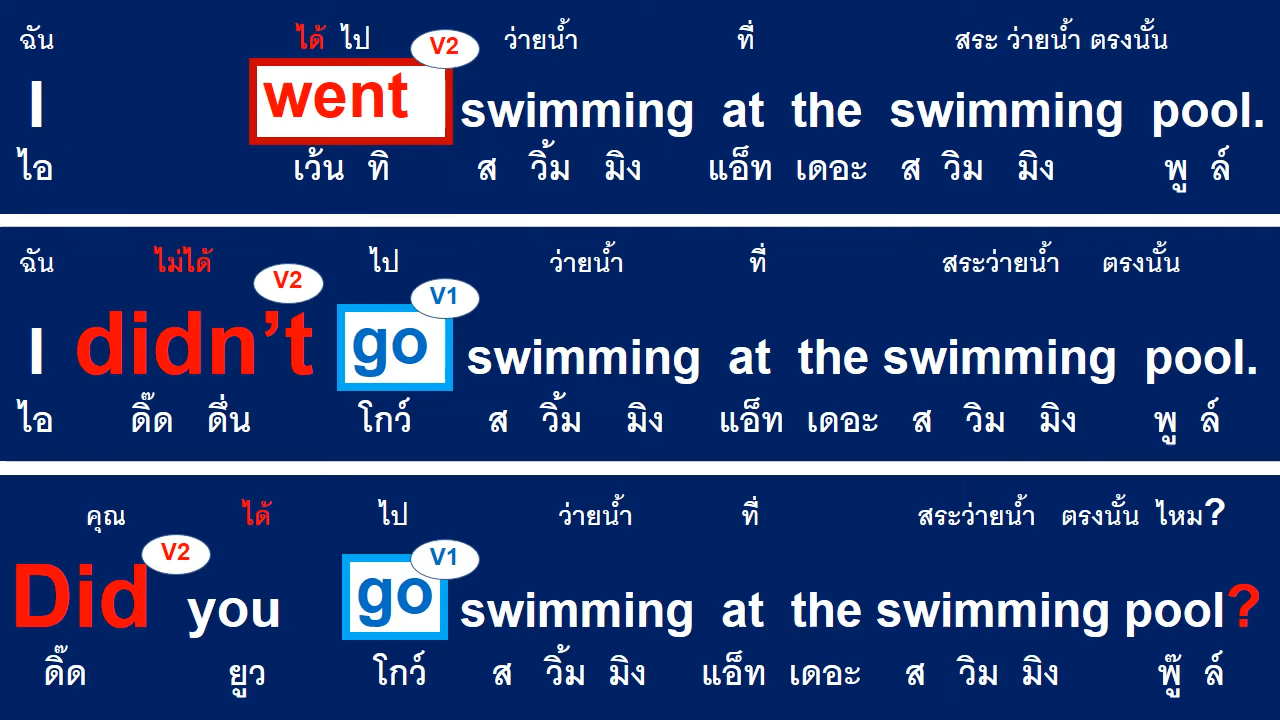 ฉัน ได้ ไป ว่ายน้ำ ที่ สระ ว่ายน้ำ ตรงนั้น
V2
I went swimming at the swimming pool.
ไอ เว้น ทิ ส วิ้ม มิง แอ็ท เดอะ ส วิม มิง พู ล์
ฉัน ไม่ได้ ไป ว่ายน้ำ ที่ สระว่ายน้ำ ตรงนั้น
V2 V1
I didn’t go swimming at the swimming pool.
ไอ ดิ๊ด ดึ่น โกว์ ส วิ้ม มิง แอ็ท เดอะ ส วิม มิง พู ล์
คุณ ได้ ไป ว่ายน้ำ ที่ สระว่ายน้ำ ตรงนั้น ไหม?
V2 V1
Did you go swimming at the swimming pool?
ดิ๊ด ยูว โกว์ ส วิ้ม มิง แอ็ท เดอะ ส วิม มิง พู๊ ล์